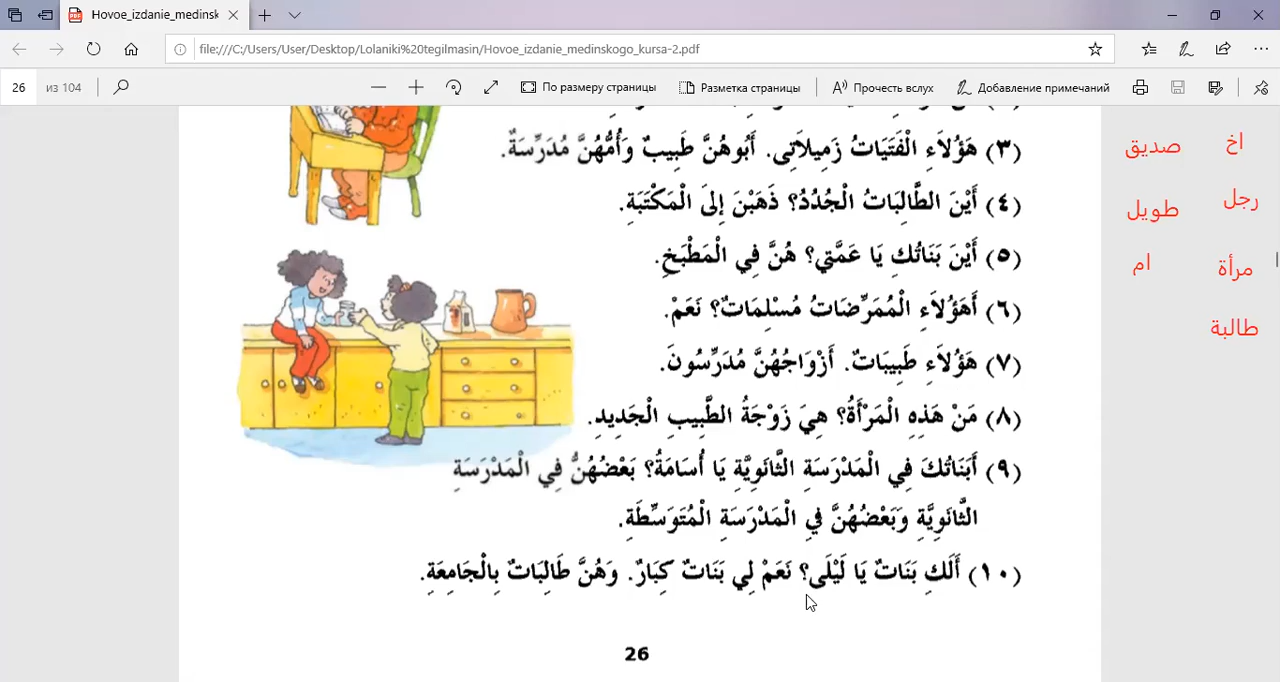 Hovoe_izdanie_medinsk
file:///C:/Users/User/Desktop/Lolaniki%20tegilmasin/Hovoe_izdanie_medinskogo_kursa-2.pdf
26 из 104
По размеру страницы
Разметка страницы
Прочесть вслух
Добавление примечаний
(٣) هَؤُلَاءِ الْفَتَيَاتُ زَمِيلَاتِى. أَبُوهُنَّ طَبِيبٌ وَأُمُّهُنَّ مُدَرِّسَةٌ.
(٤) أَيْنَ الطَّالِبَاتُ الْجُدُدُ؟ ذَهَبْنَ إِلىَ الْمَكْتَبَةِ.
(٥) أَيْنَ بَنَاتُكِ يَا عَمَّتِي؟ هُنَّ فِي الْمَطْبَخِ.
(٦) أَهَؤُلَاءِ الْمُمَرِّضَاتُ مُسْلِمَاتٌ؟ نَعَمْ.
(٧) هَؤُلَاءِ طَبِيبَاتٌ. أَزْوَاجُهُنَّ مُدَرِّسُونَ.
(٨) مَنْ هَذِهِ الْمَرْأَةُ؟ هِيَ زَوْجَةُ الطَّبِيبِ الْجَدِيدِ.
(٩) أَبَنَاتُكَ فِي الْمَدْرَسَةِ الثَّانَوِيَّةِ يَا أُسَامَةُ؟ بَعْضُهُنَّ فِي الْمَدْرَسَةِ
الثَّانَوِيَّةِ وَبَعْضُهُنَّ فِي الْمَدْرَسَةِ الْمُتَوَسِّطَةِ.
(١٠) أَلَكِ بَنَاتٌ يَا لَيْلَى؟ نَعَمْ لِي بَنَاتٌ كِبَارٌ. وَهُنَّ طَالِبَاتٌ بِالْجَامِعَةِ.
26
اخ صديق
رجل طويل
مرأة ام
طالبة